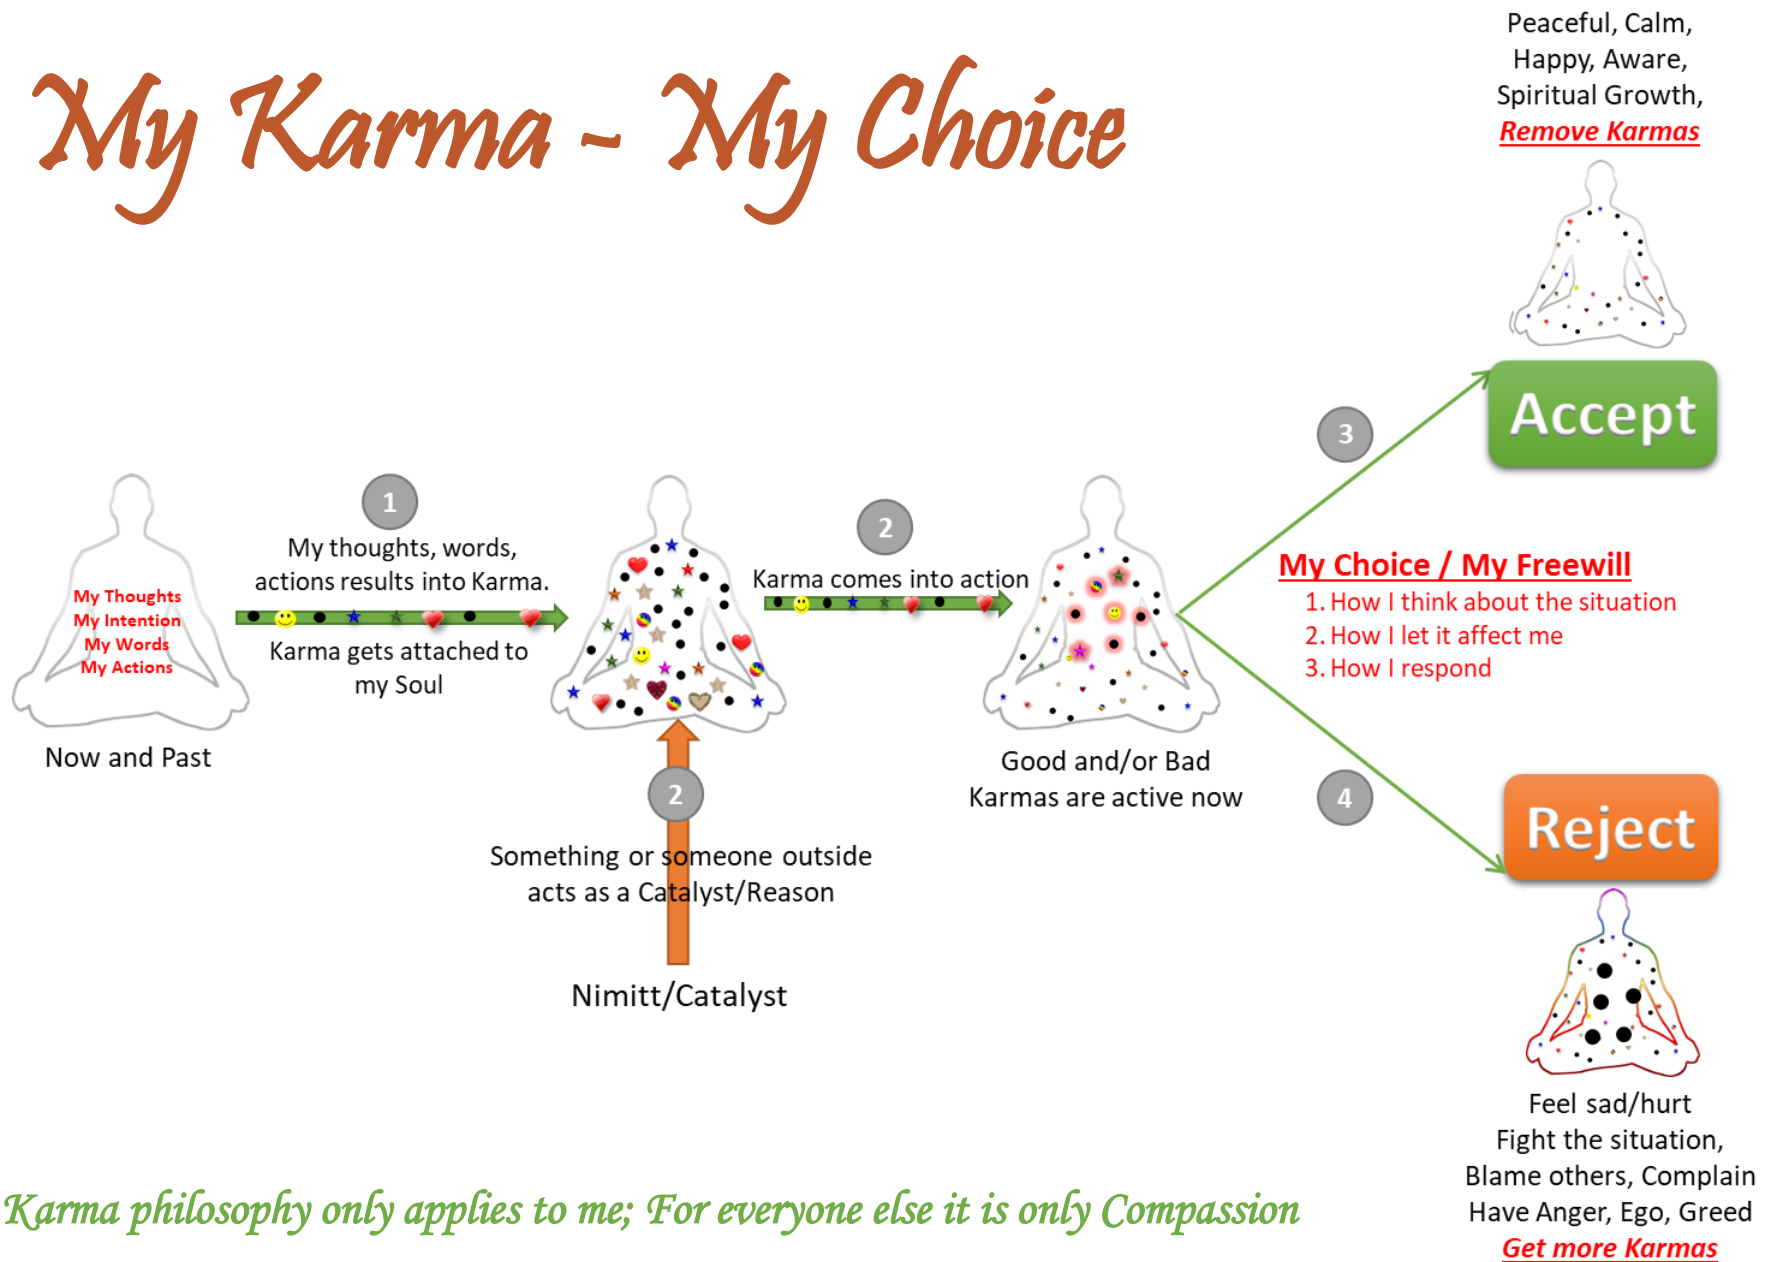 My Karma - My Choice
Peaceful, Calm,
Happy, Aware,
Spiritual Growth,
Remove Karmas
Accept
3
1
My thoughts, words,
actions results into Karma.
Karma gets attached to
my Soul
My Thoughts
My Intention
My Words
My Actions
Now and Past
2
Karma comes into action
2
Something or someone outside
acts as a Catalyst/Reason
Nimitt/Catalyst
Good and/or Bad
Karmas are active now
My Choice / My Freewill
1. How I think about the situation
2. How I let it affect me
3. How I respond
4
Reject
Feel sad/hurt
Fight the situation,
Blame others, Complain
Have Anger, Ego, Greed
Get more Karmas
Karma philosophy only applies to me; For everyone else it is only Compassion